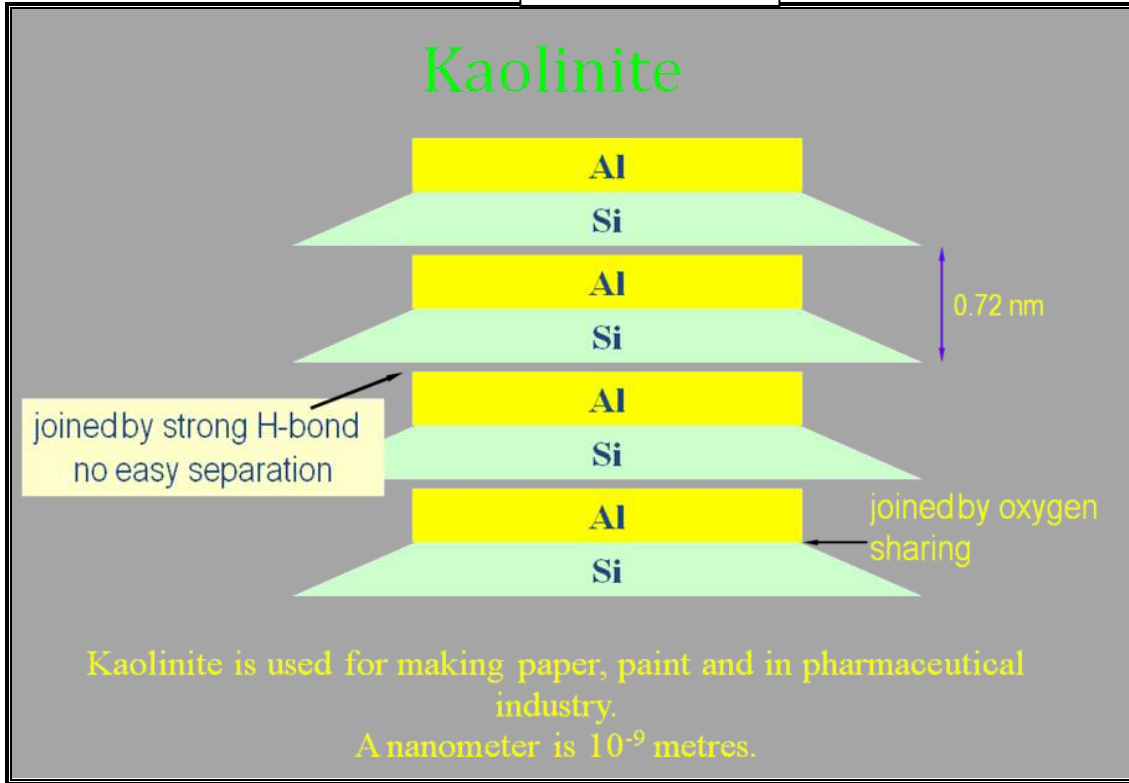 Kaolinite
Al
Si
Al
Si
0.72 nm
joined by strong H-bond
no easy separation
Al
Si
Al
Si
joined by oxygen
sharing
Kaolinite is used for making paper, paint and in pharmaceutical
industry.
A nanometer is 10⁻⁹ metres.